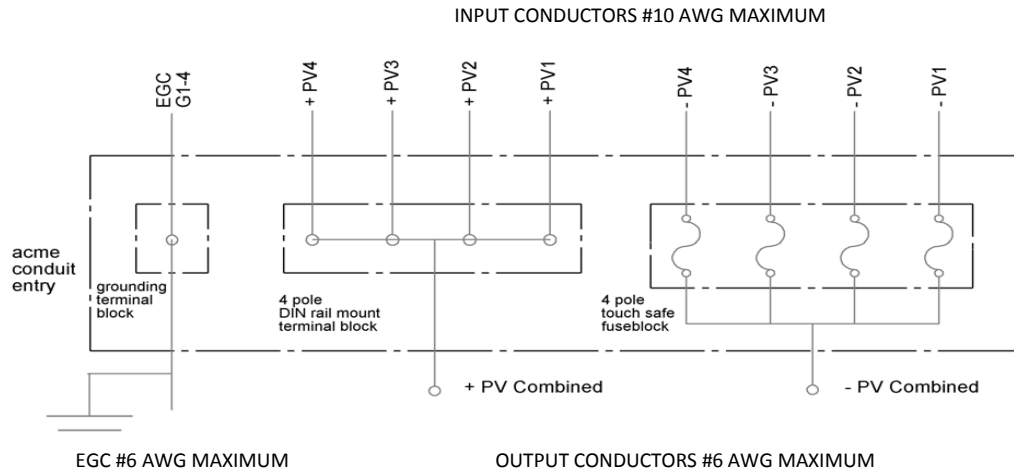 INPUT CONDUCTORS #10 AWG MAXIMUM
EGC
G1-4
+ PV4
+ PV3
+ PV2
+ PV1
- PV4
- PV3
- PV2
- PV1
acme
conduit
entry
grounding
terminal
block
4 pole
DIN rail mount
terminal block
4 pole
touch safe
fuseblock
+ PV Combined
- PV Combined
EGC #6 AWG MAXIMUM
OUTPUT CONDUCTORS #6 AWG MAXIMUM